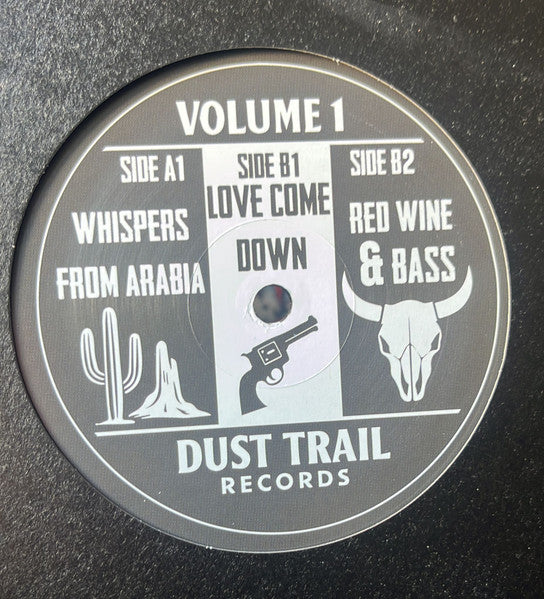 VOLUME 1
SIDE A1
WHISPERS
FROM ARABIA
SIDE B1
LOVE COME
DOWN
SIDE B2
RED WINE
& BASS
DUST TRAIL
RECORDS